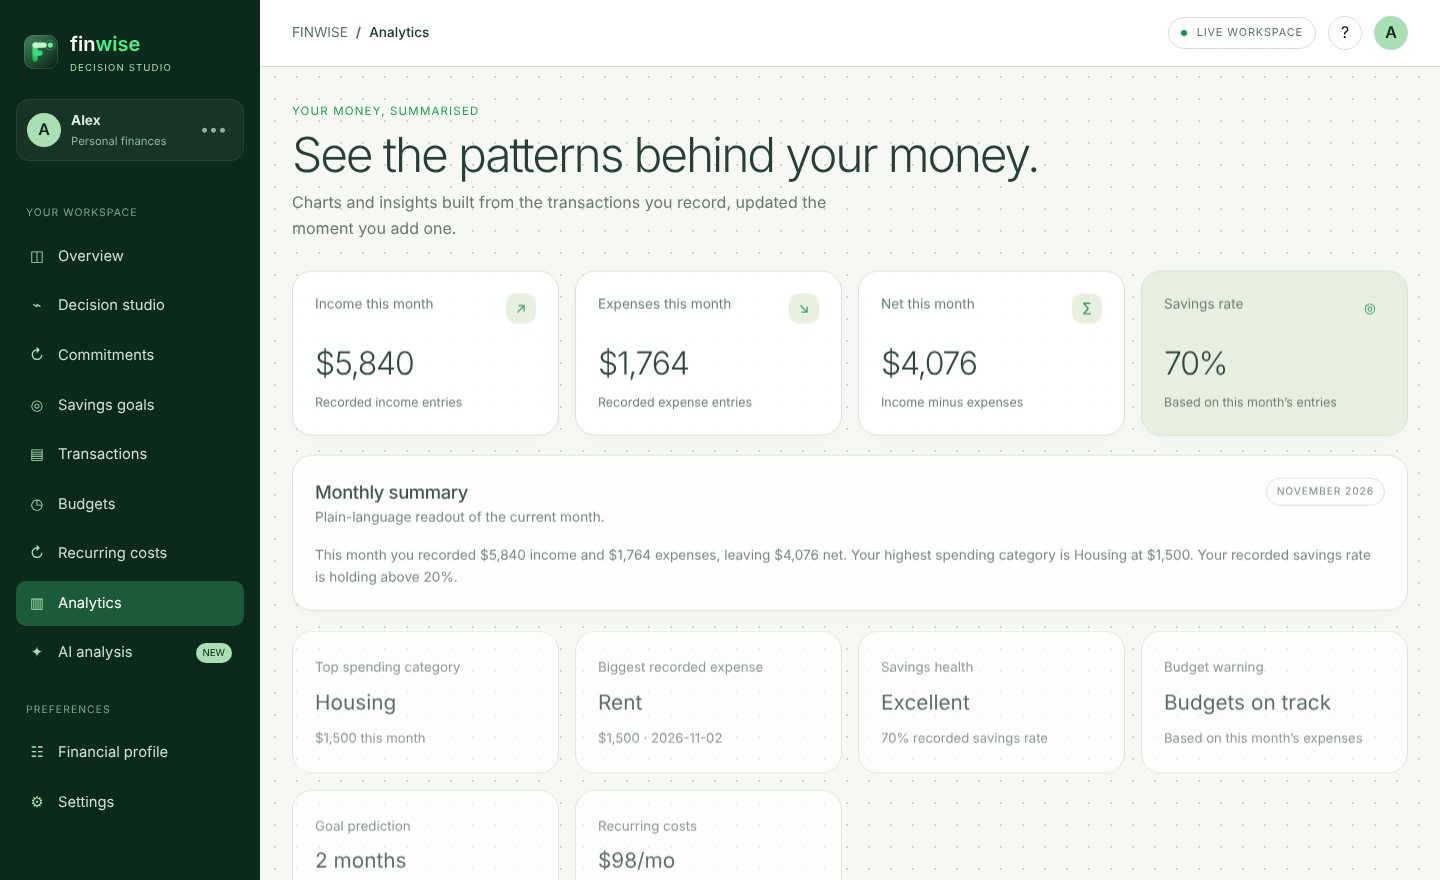 finwise
DECISION STUDIO
A
Alex
Personal finances
YOUR WORKSPACE
Overview
Decision studio
Commitments
Savings goals
Transactions
Budgets
Recurring costs
Analytics
AI analysis
NEW
PREFERENCES
Financial profile
Settings
FINWISE / Analytics
LIVE WORKSPACE
?
A
YOUR MONEY, SUMMARISED
See the patterns behind your money.
Charts and insights built from the transactions you record, updated the
moment you add one.
Income this month
$5,840
Recorded income entries
Expenses this month
$1,764
Recorded expense entries
Net this month
Σ
$4,076
Income minus expenses
Savings rate
70%
Based on this month's entries
Monthly summary
NOVEMBER 2026
Plain-language readout of the current month.
This month you recorded $5,840 income and $1,764 expenses, leaving $4,076 net. Your highest spending category is Housing at $1,500. Your recorded savings rate
is holding above 20%.
Top spending category
Housing
$1,500 this month
Biggest recorded expense
Rent
$1,500 · 2026-11-02
Savings health
Excellent
70% recorded savings rate
Budget warning
Budgets on track
Based on this month's expenses
Goal prediction
2 months
Recurring costs
$98/mo